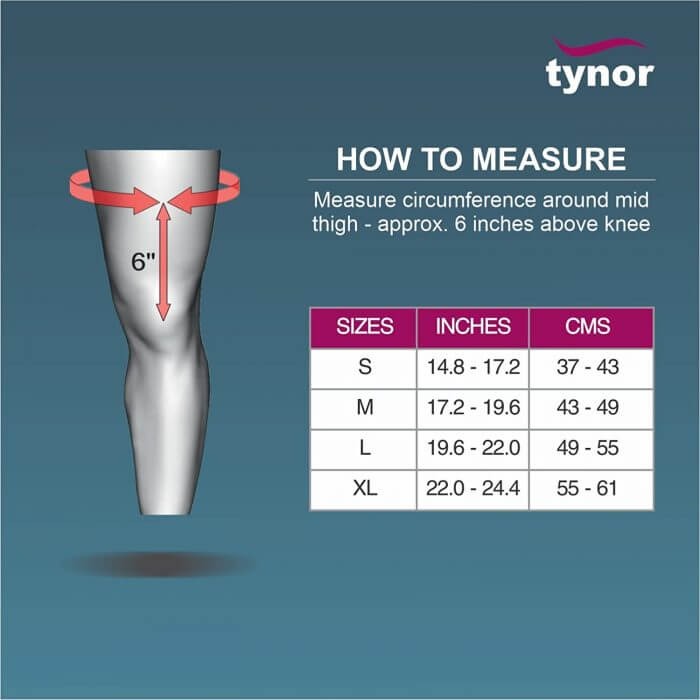 tynor
HOW TO MEASURE
Measure circumference around mid
thigh - approx. 6 inches above knee
6"
SIZES INCHES CMS
S 14.8 - 17.2 37 - 43
M 17.2 - 19.6 43 - 49
L 19.6 - 22.0 49 - 55
XL 22.0 - 24.4 55 - 61